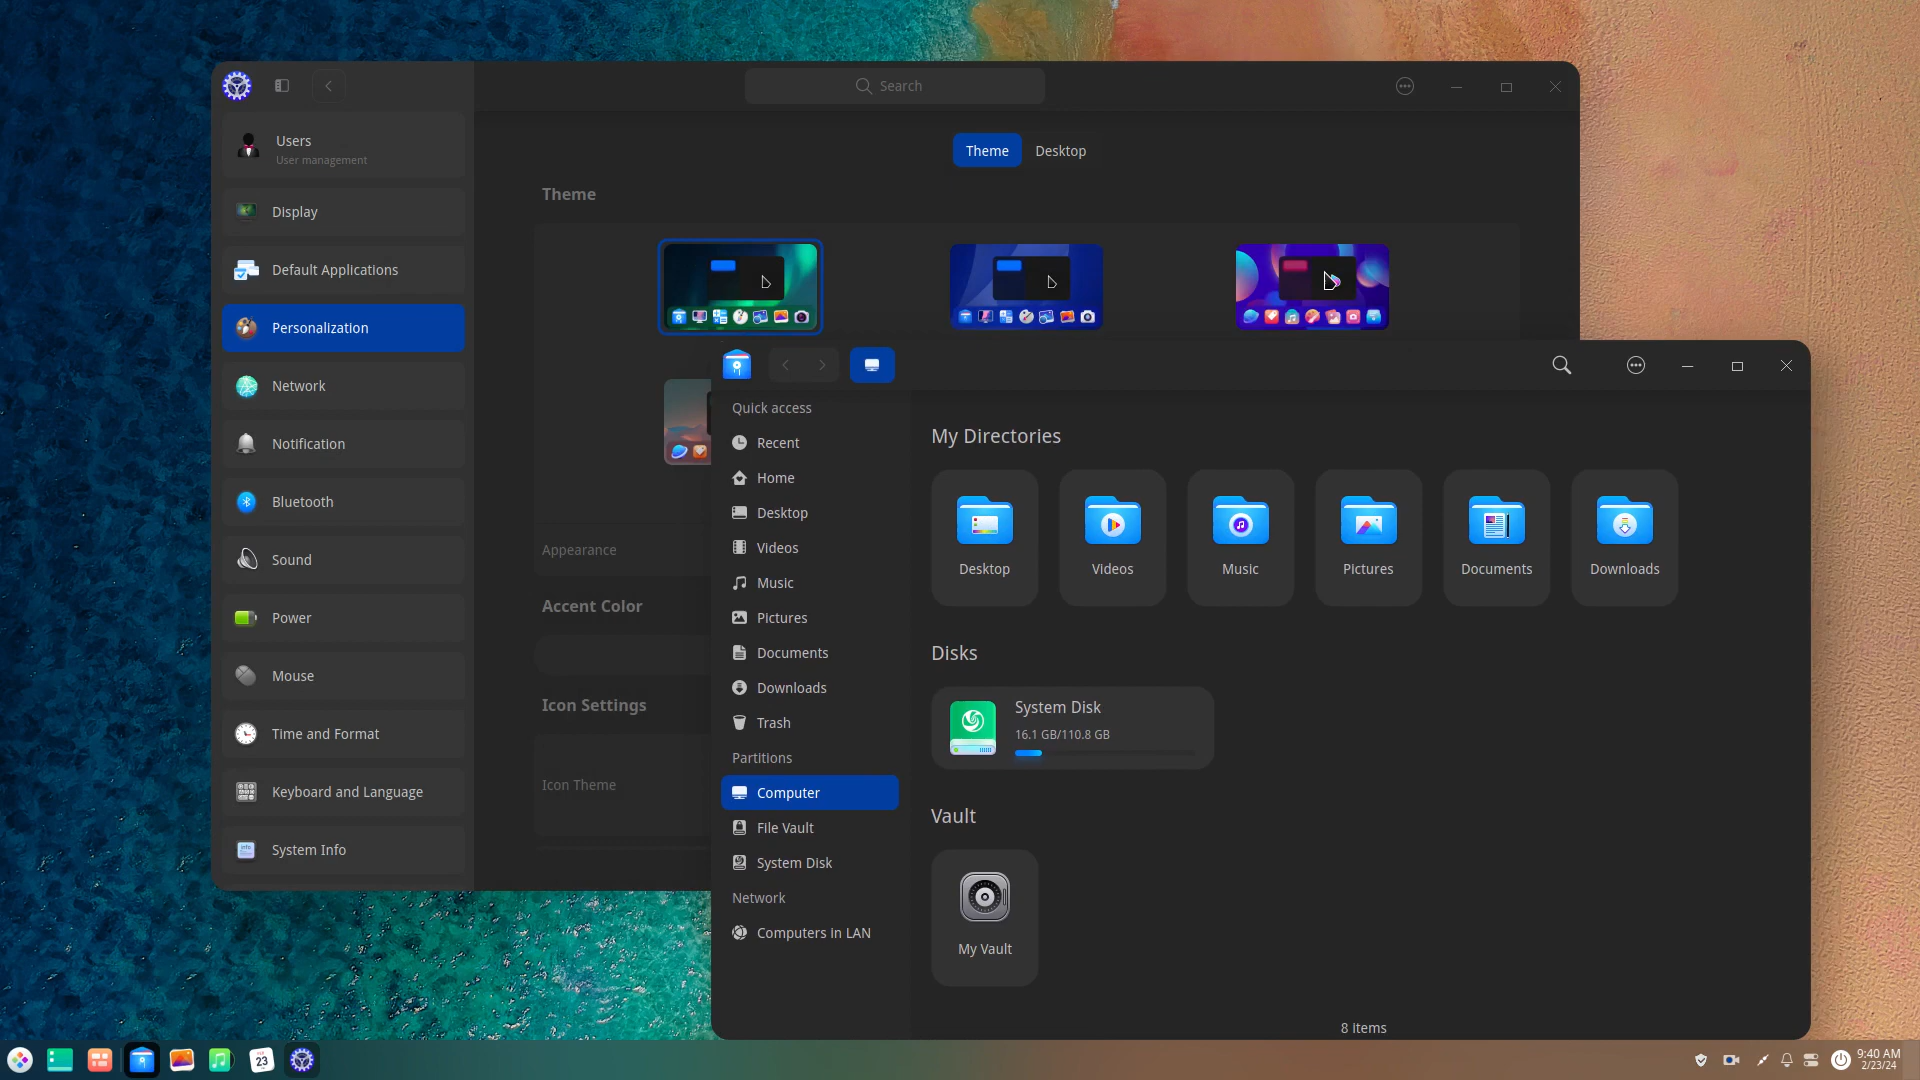 Search
Users
User management
Display
Default Applications
Personalization
Network
Notification
Bluetooth
Sound
Power
Mouse
Time and Format
Keyboard and Language
System Info
Theme
Desktop
Theme
Appearance
Accent Color
Icon Settings
Icon Theme
Quick access
Recent
Home
Desktop
Videos
Music
Pictures
Documents
Downloads
Trash
Partitions
Computer
File Vault
System Disk
Network
Computers in LAN
My Directories
Desktop
Videos
Music
Pictures
Documents
Downloads
Disks
System Disk
16.1 GB/110.8 GB
Vault
My Vault
8 items
23
9:40 AM
2/23/24